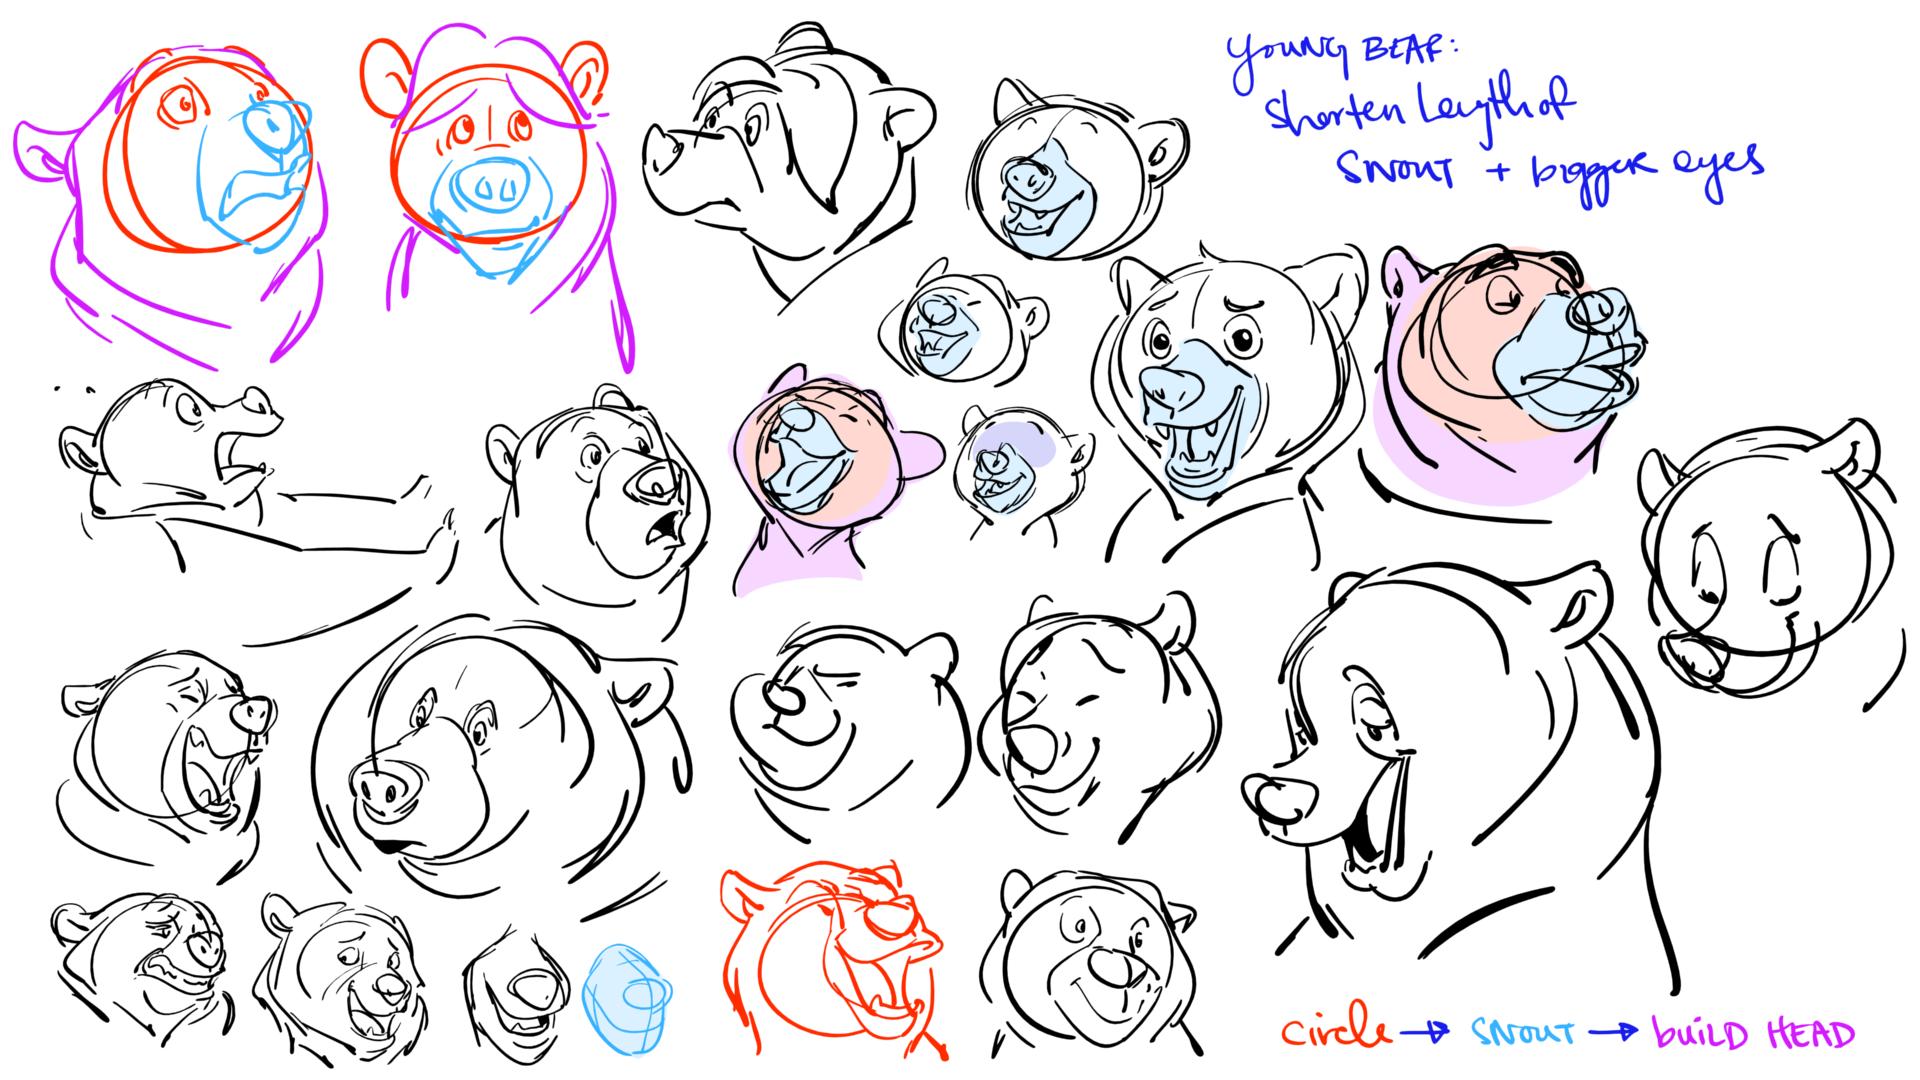 Young BEAR:
Shorten Length of
SNOUT + bigger eyes
circle → SNOUT → buiLD HEAD